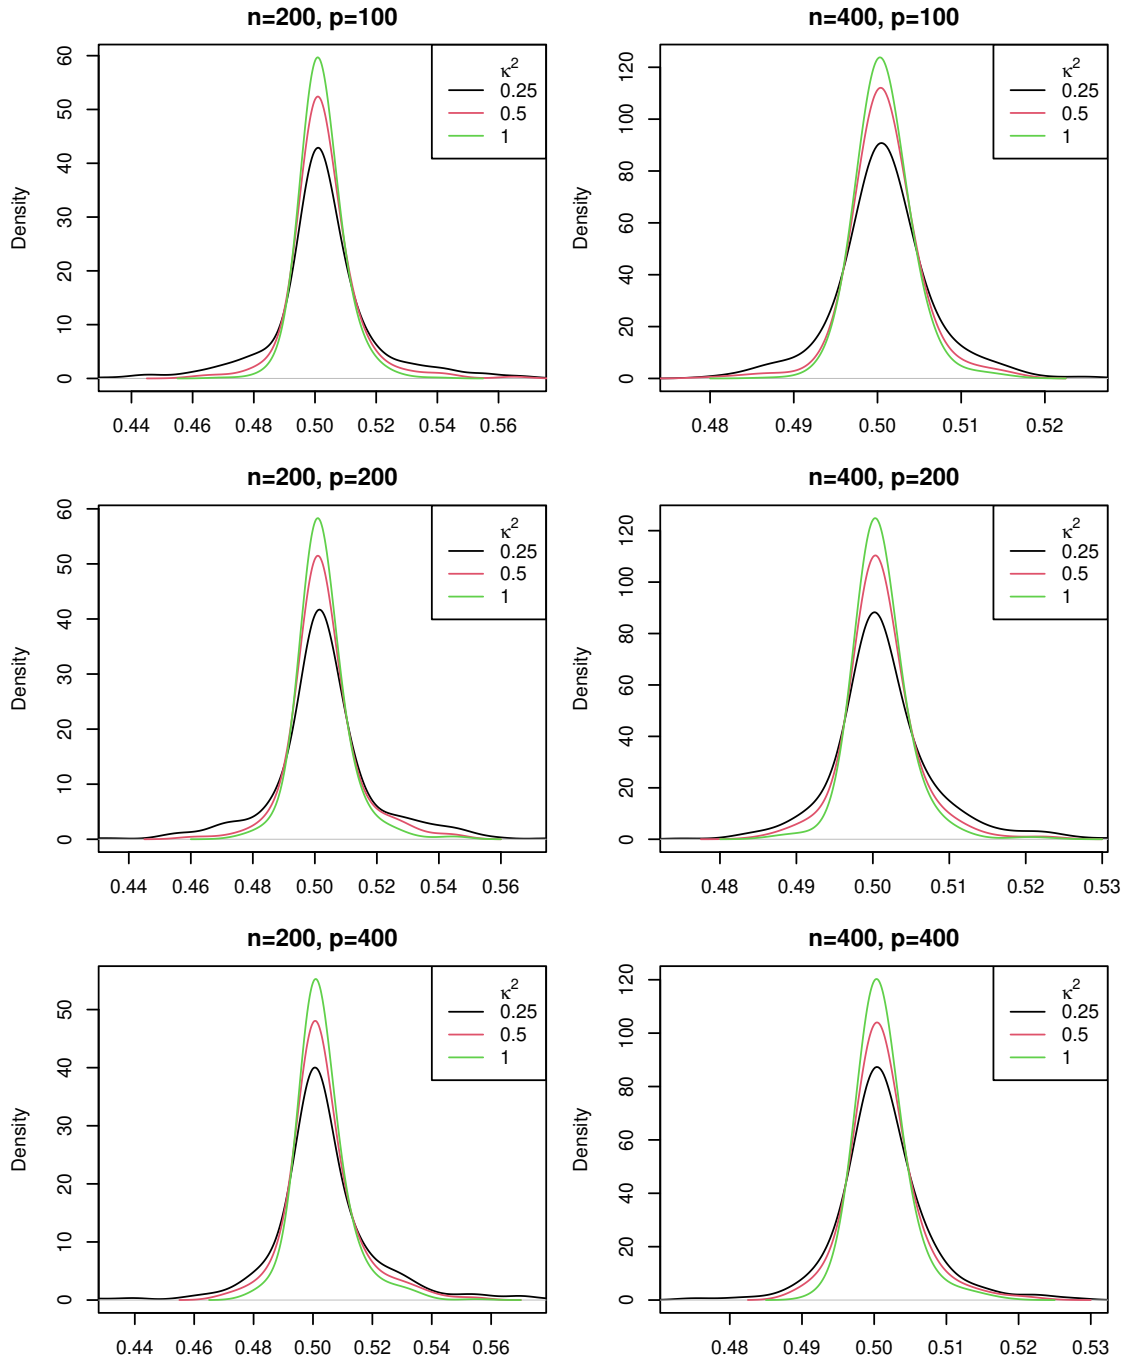 n=200, p=100
Density
0 10 20 30 40 50 60
κ²
0.25
0.5
1
0.44 0.46 0.48 0.50 0.52 0.54 0.56
n=400, p=100
Density
0 20 40 60 80 100 120
κ²
0.25
0.5
1
0.48 0.49 0.50 0.51 0.52
n=200, p=200
Density
0 10 20 30 40 50 60
κ²
0.25
0.5
1
0.44 0.46 0.48 0.50 0.52 0.54 0.56
n=400, p=200
Density
0 20 40 60 80 100 120
κ²
0.25
0.5
1
0.48 0.49 0.50 0.51 0.52 0.53
n=200, p=400
Density
0 10 20 30 40 50
κ²
0.25
0.5
1
0.44 0.46 0.48 0.50 0.52 0.54 0.56
n=400, p=400
Density
0 20 40 60 80 100 120
κ²
0.25
0.5
1
0.48 0.49 0.50 0.51 0.52 0.53